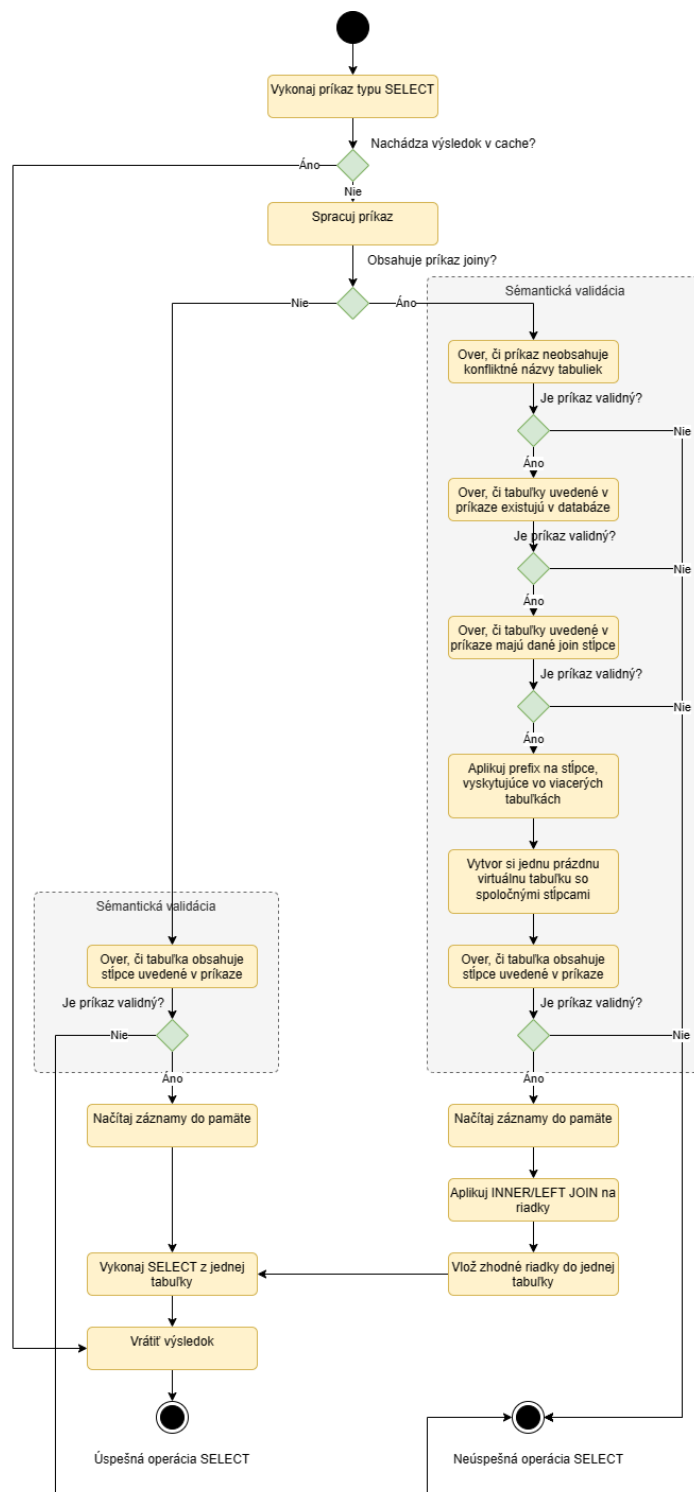 Vykonaj príkaz typu SELECT
Nachádza výsledok v cache?
Áno
Nie
Spracuj príkaz
Obsahuje príkaz joiny?
Nie
Áno
Sémantická validácia
Over, či príkaz neobsahuje
konfliktné názvy tabuliek
Je príkaz validný?
Nie
Áno
Over, či tabuľky uvedené v
príkaze existujú v databáze
Je príkaz validný?
Nie
Áno
Over, či tabuľky uvedené v
príkaze majú dané join stĺpce
Je príkaz validný?
Nie
Áno
Aplikuj prefix na stĺpce,
vyskytujúce vo viacerých
tabuľkách
Vytvor si jednu prázdnu
virtuálnu tabuľku so
spoločnými stĺpcami
Sémantická validácia
Over, či tabuľka obsahuje
stĺpce uvedené v príkaze
Je príkaz validný?
Nie
Áno
Over, či tabuľka obsahuje
stĺpce uvedené v príkaze
Je príkaz validný?
Nie
Áno
Načítaj záznamy do pamäte
Načítaj záznamy do pamäte
Aplikuj INNER/LEFT JOIN na
riadky
Vykonaj SELECT z jednej
tabuľky
Vlož zhodné riadky do jednej
tabuľky
Vrátiť výsledok
Úspešná operácia SELECT
Neúspešná operácia SELECT